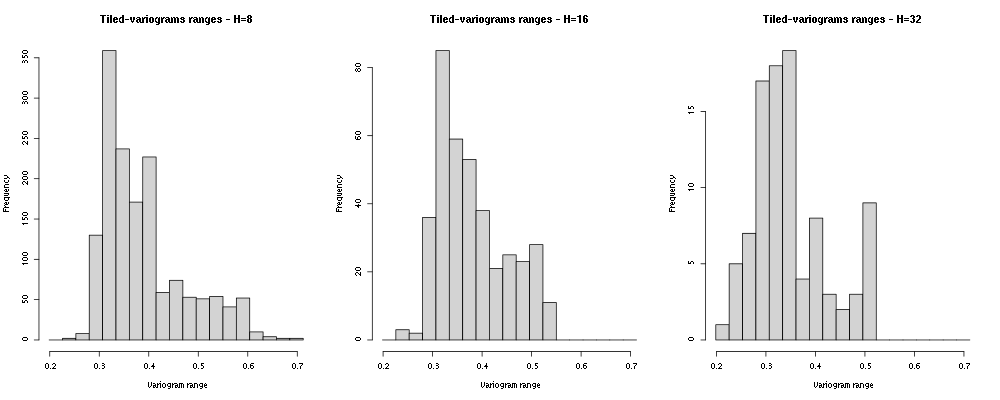 Tiled-variograms ranges - H=8
Tiled-variograms ranges - H=16
Tiled-variograms ranges - H=32
Frequency
0
50
100
150
200
250
300
350
0.2 0.3 0.4 0.5 0.6 0.7
Variogram range
Frequency
0
20
40
60
80
0.2 0.3 0.4 0.5 0.6 0.7
Variogram range
Frequency
0
5
10
15
0.2 0.3 0.4 0.5 0.6 0.7
Variogram range